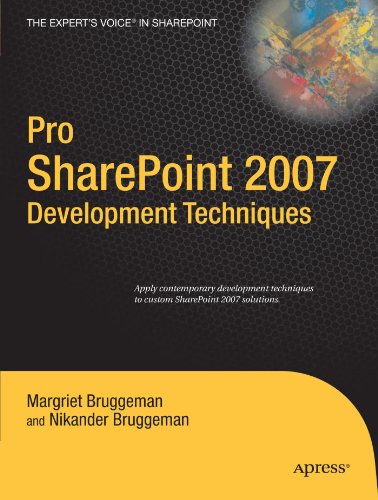 THE EXPERT'S VOICE® IN SHAREPOINT
Pro
SharePoint 2007
Development Techniques
Apply contemporary development techniques
to custom SharePoint 2007 solutions.
Margriet Bruggeman
and Nikander Bruggeman
Apress®